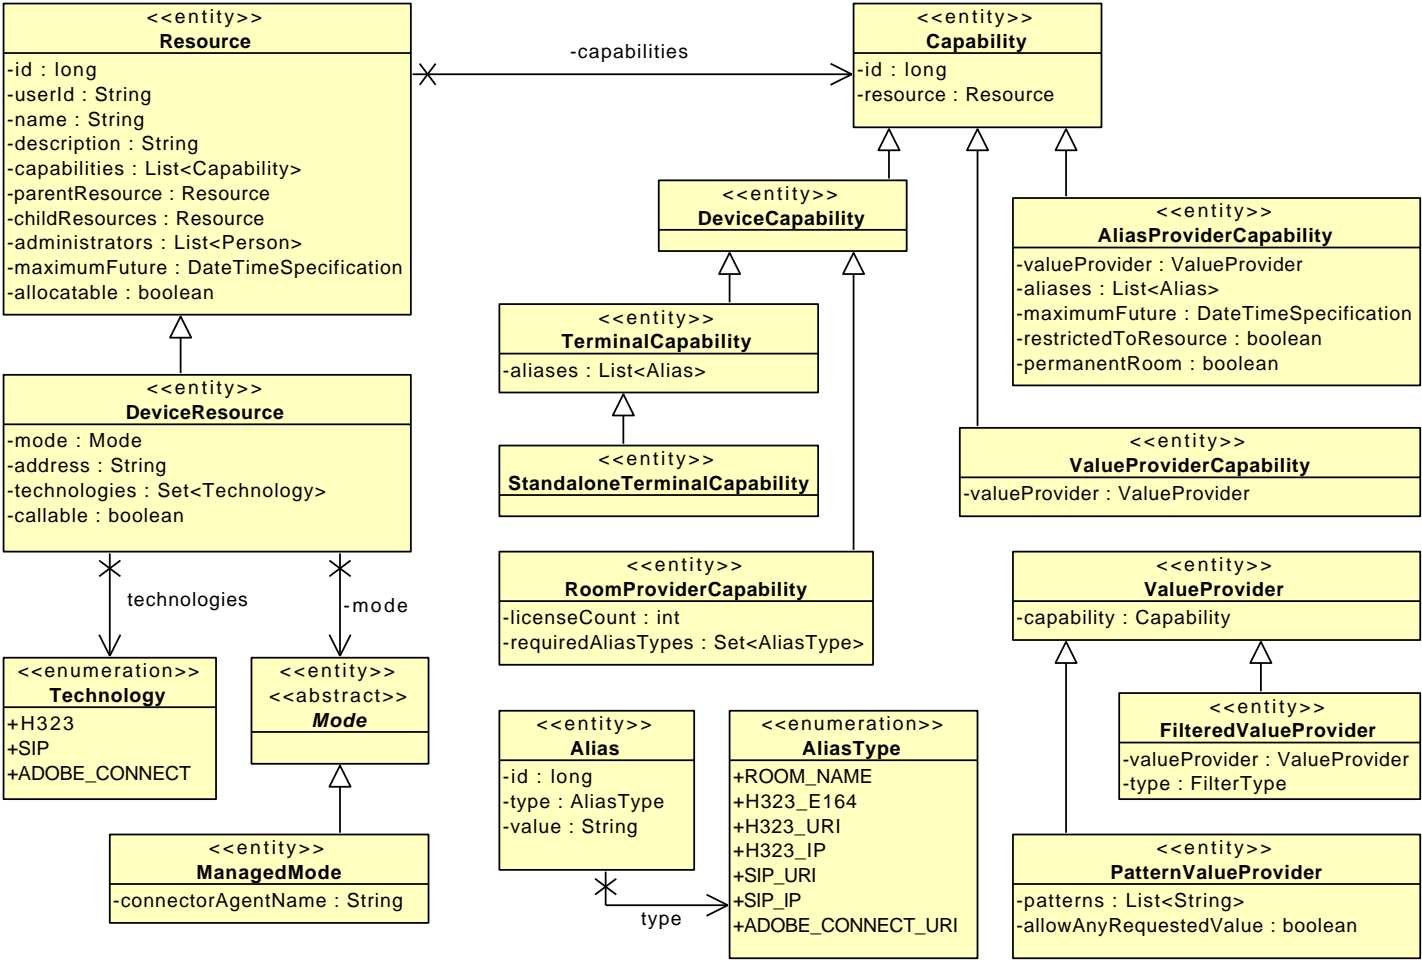 <<entity>>
Resource
-id : long
-userId : String
-name : String
-description : String
-capabilities : List<Capability>
-parentResource : Resource
-childResources : Resource
-administrators : List<Person>
-maximumFuture : DateTimeSpecification
-allocatable : boolean
-capabilities
<<entity>>
Capability
-id : long
-resource : Resource
<<entity>>
DeviceCapability
<<entity>>
AliasProviderCapability
-valueProvider : ValueProvider
-aliases : List<Alias>
-maximumFuture : DateTimeSpecification
-restrictedToResource : boolean
-permanentRoom : boolean
<<entity>>
TerminalCapability
-aliases : List<Alias>
<<entity>>
DeviceResource
-mode : Mode
-address : String
-technologies : Set<Technology>
-callable : boolean
<<entity>>
StandaloneTerminalCapability
<<entity>>
ValueProviderCapability
-valueProvider : ValueProvider
technologies
-mode
<<entity>>
RoomProviderCapability
-licenseCount : int
-requiredAliasTypes : Set<AliasType>
<<entity>>
ValueProvider
-capability : Capability
<<enumeration>>
Technology
+H323
+SIP
+ADOBE_CONNECT
<<entity>>
<<abstract>>
Mode
<<entity>>
Alias
-id : long
-type : AliasType
-value : String
type
<<enumeration>>
AliasType
+ROOM_NAME
+H323_E164
+H323_URI
+H323_IP
+SIP_URI
+SIP_IP
+ADOBE_CONNECT_URI
<<entity>>
FilteredValueProvider
-valueProvider : ValueProvider
-type : FilterType
<<entity>>
ManagedMode
-connectorAgentName : String
<<entity>>
PatternValueProvider
-patterns : List<String>
-allowAnyRequestedValue : boolean